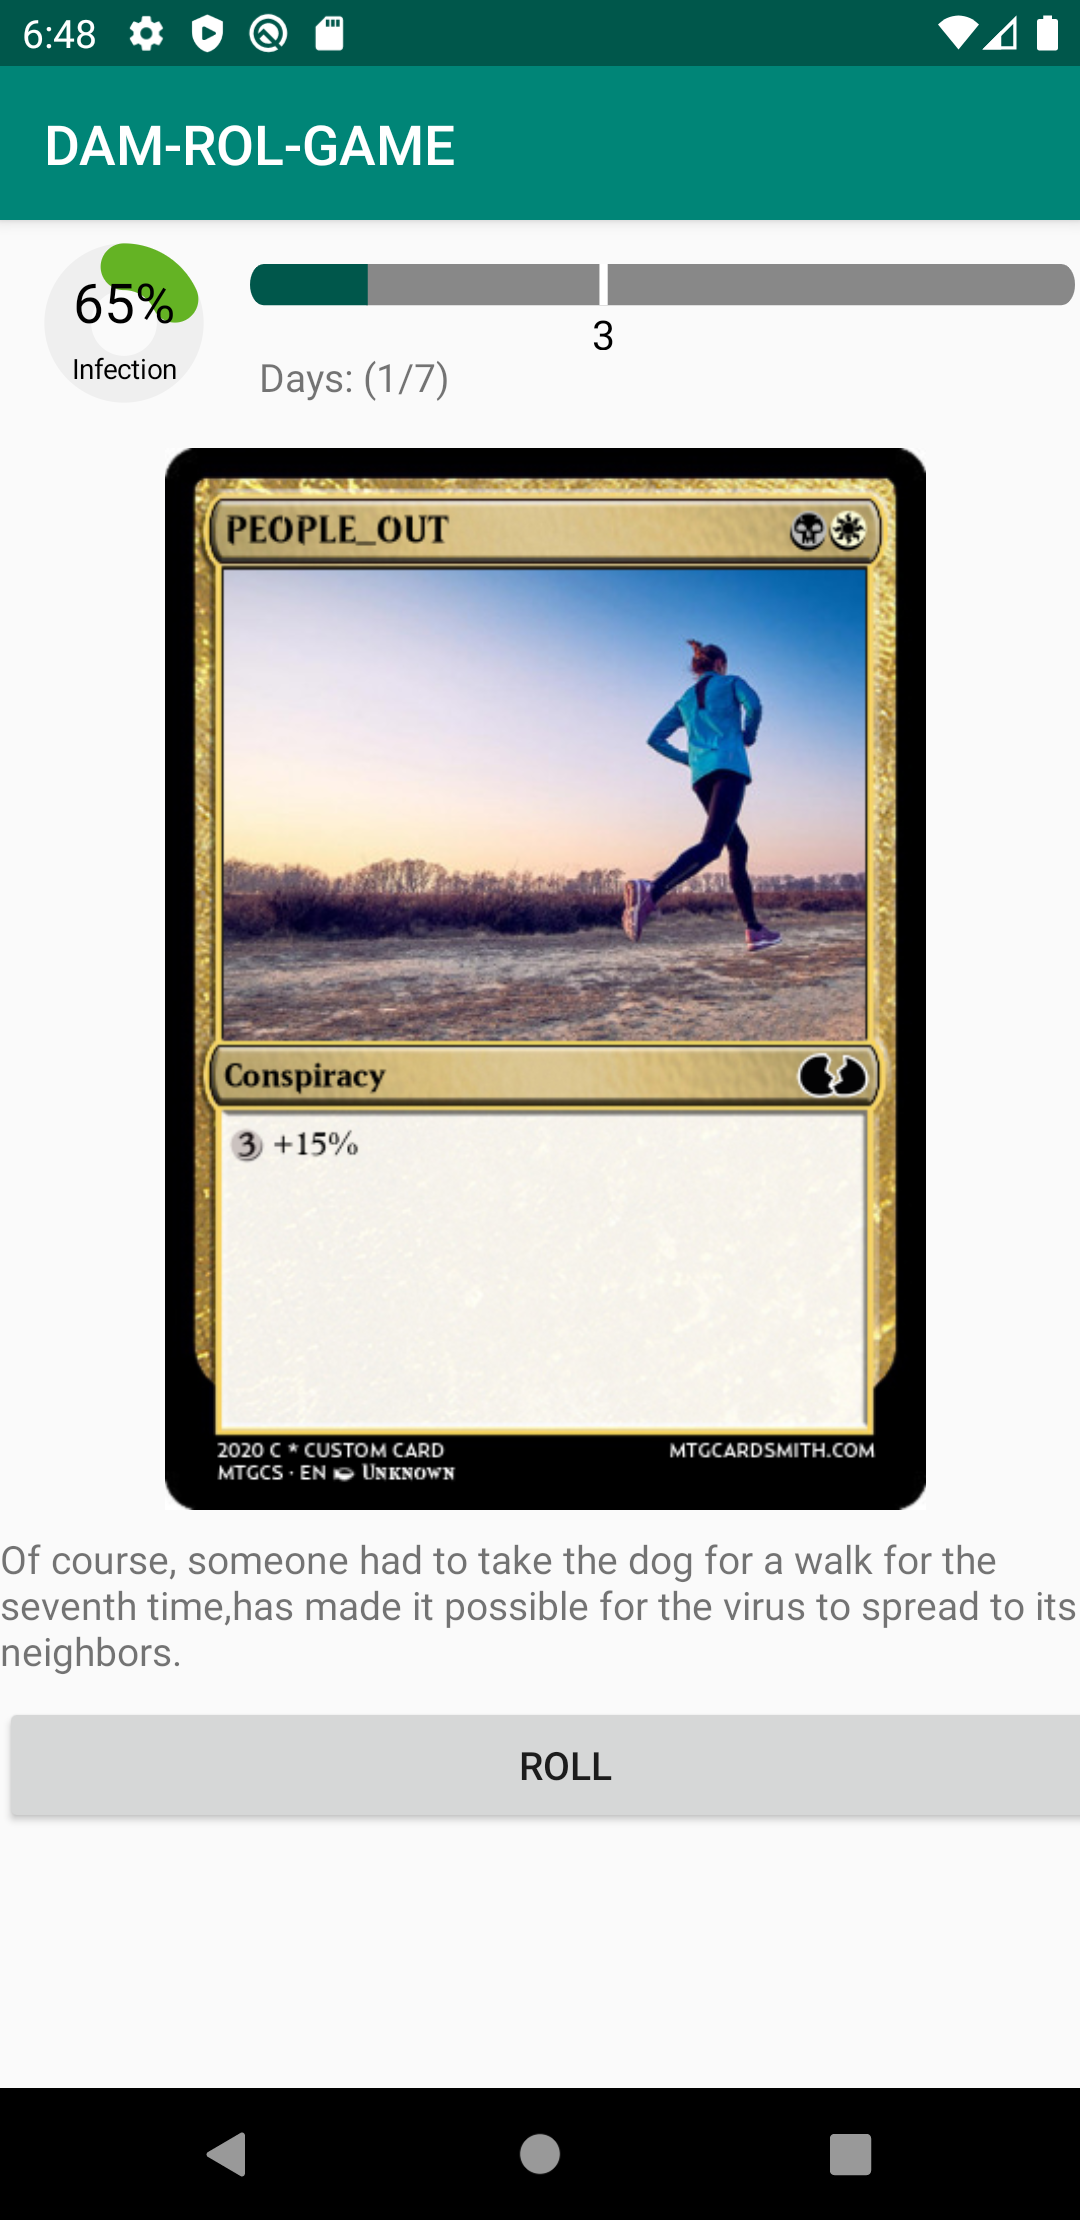 6:48
DAM-ROL-GAME
65%
Infection
3
Days: (1/7)
PEOPLE_OUT
Conspiracy
3 +15%
2020 C * CUSTOM CARD MTGCARDSMITH.COM
MTGCS · EN UNKNOWN
Of course, someone had to take the dog for a walk for the
seventh time,has made it possible for the virus to spread to its
neighbors.
ROLL